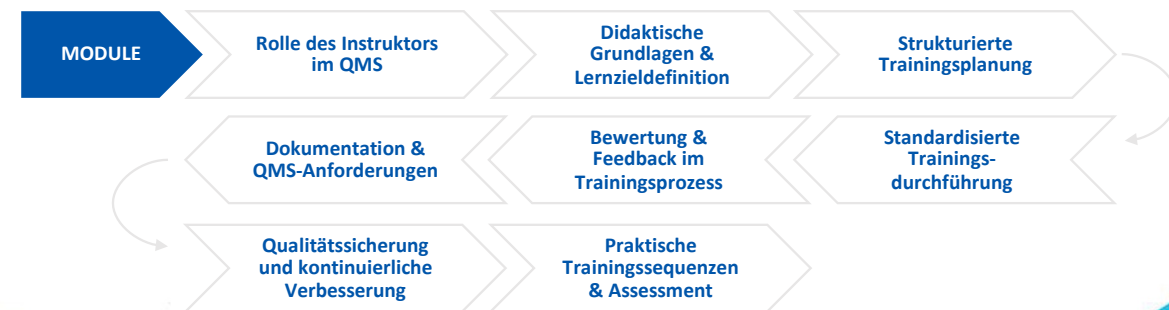 MODULE
Rolle des Instruktors
im QMS
Didaktische
Grundlagen &
Lernzieldefinition
Strukturierte
Trainingsplanung
Standardisierte
Trainings-
durchführung
Bewertung &
Feedback im
Trainingsprozess
Dokumentation &
QMS-Anforderungen
Qualitätssicherung
und kontinuierliche
Verbesserung
Praktische
Trainingssequenzen
& Assessment